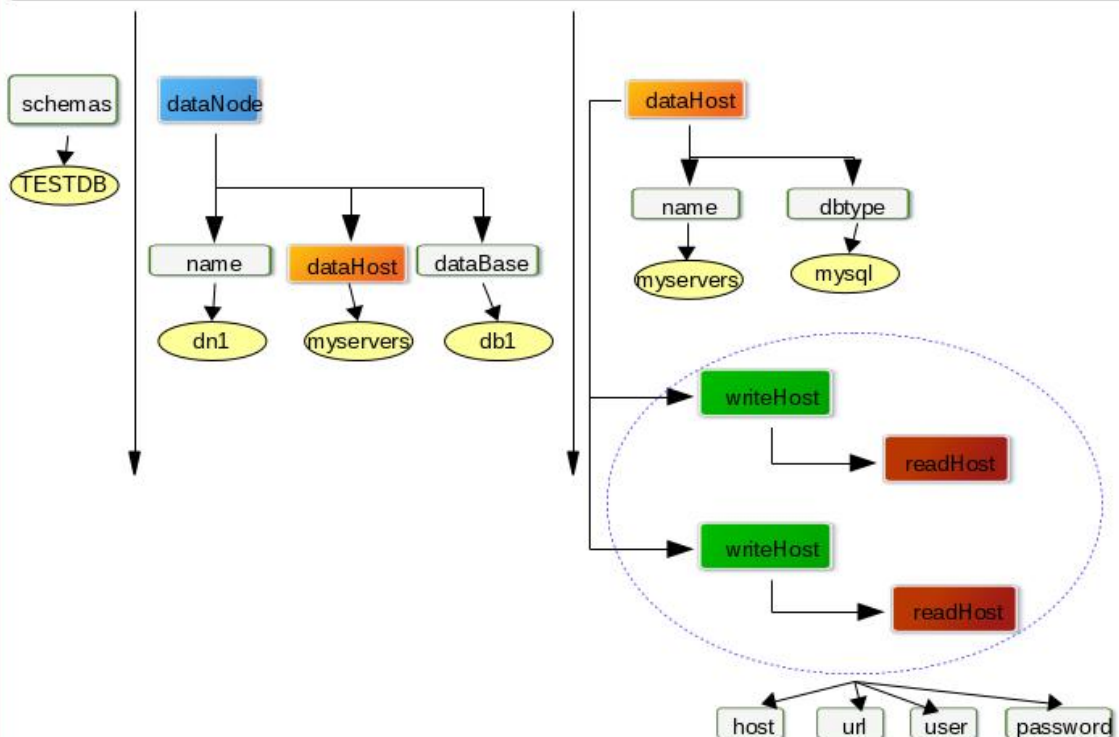 schemas
TESTDB
dataNode
name
dataHost
dataBase
dn1
myservers
db1
dataHost
name
dbtype
myservers
mysql
writeHost
readHost
writeHost
readHost
host
url
user
password